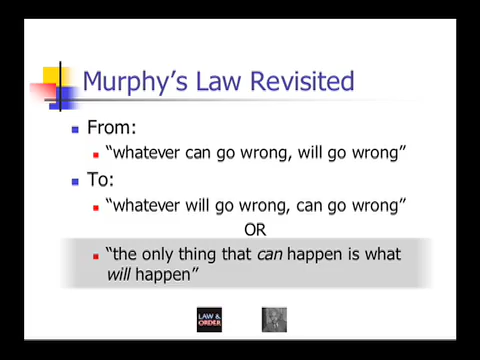 Murphy’s Law Revisited
From:
“whatever can go wrong, will go wrong”
To:
“whatever will go wrong, can go wrong”
OR
“the only thing that can happen is what
will happen”
LAW &
ORDER